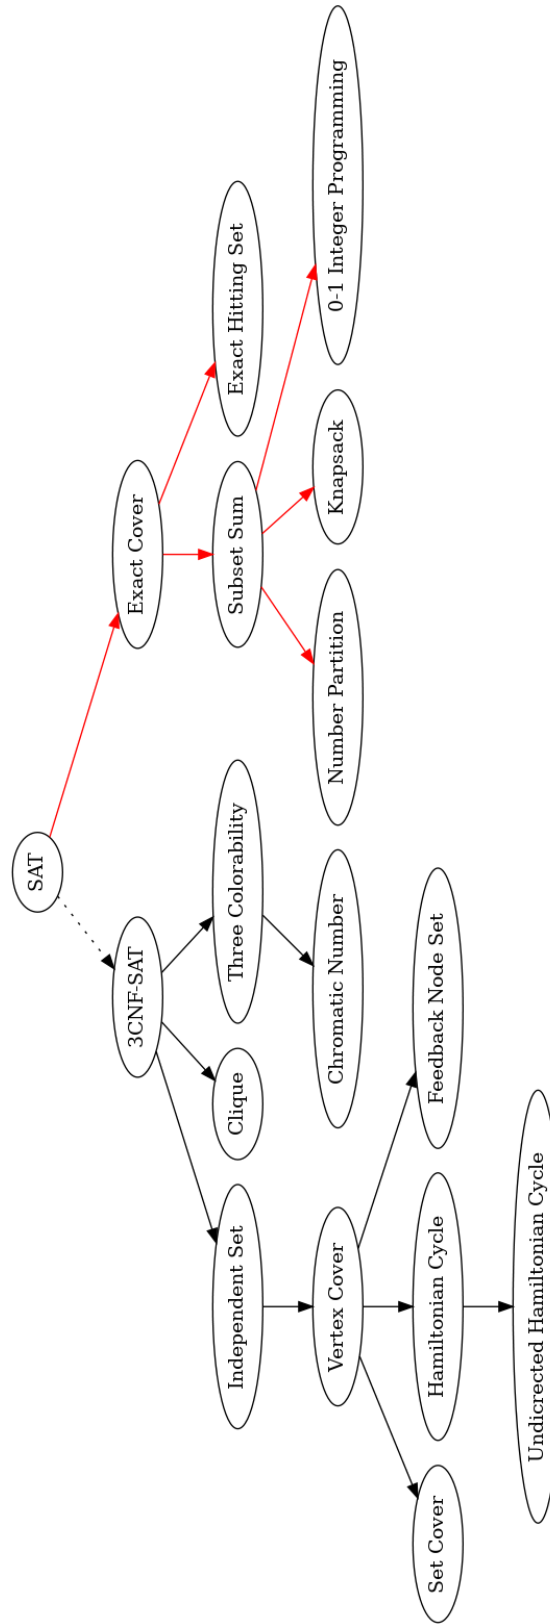 SAT
3CNF-SAT
Exact Cover
Independent Set
Clique
Three Colorability
Subset Sum
Exact Hitting Set
Vertex Cover
Chromatic Number
Number Partition
Knapsack
0-1 Integer Programming
Set Cover
Hamiltonian Cycle
Feedback Node Set
Undicrected Hamiltonian Cycle